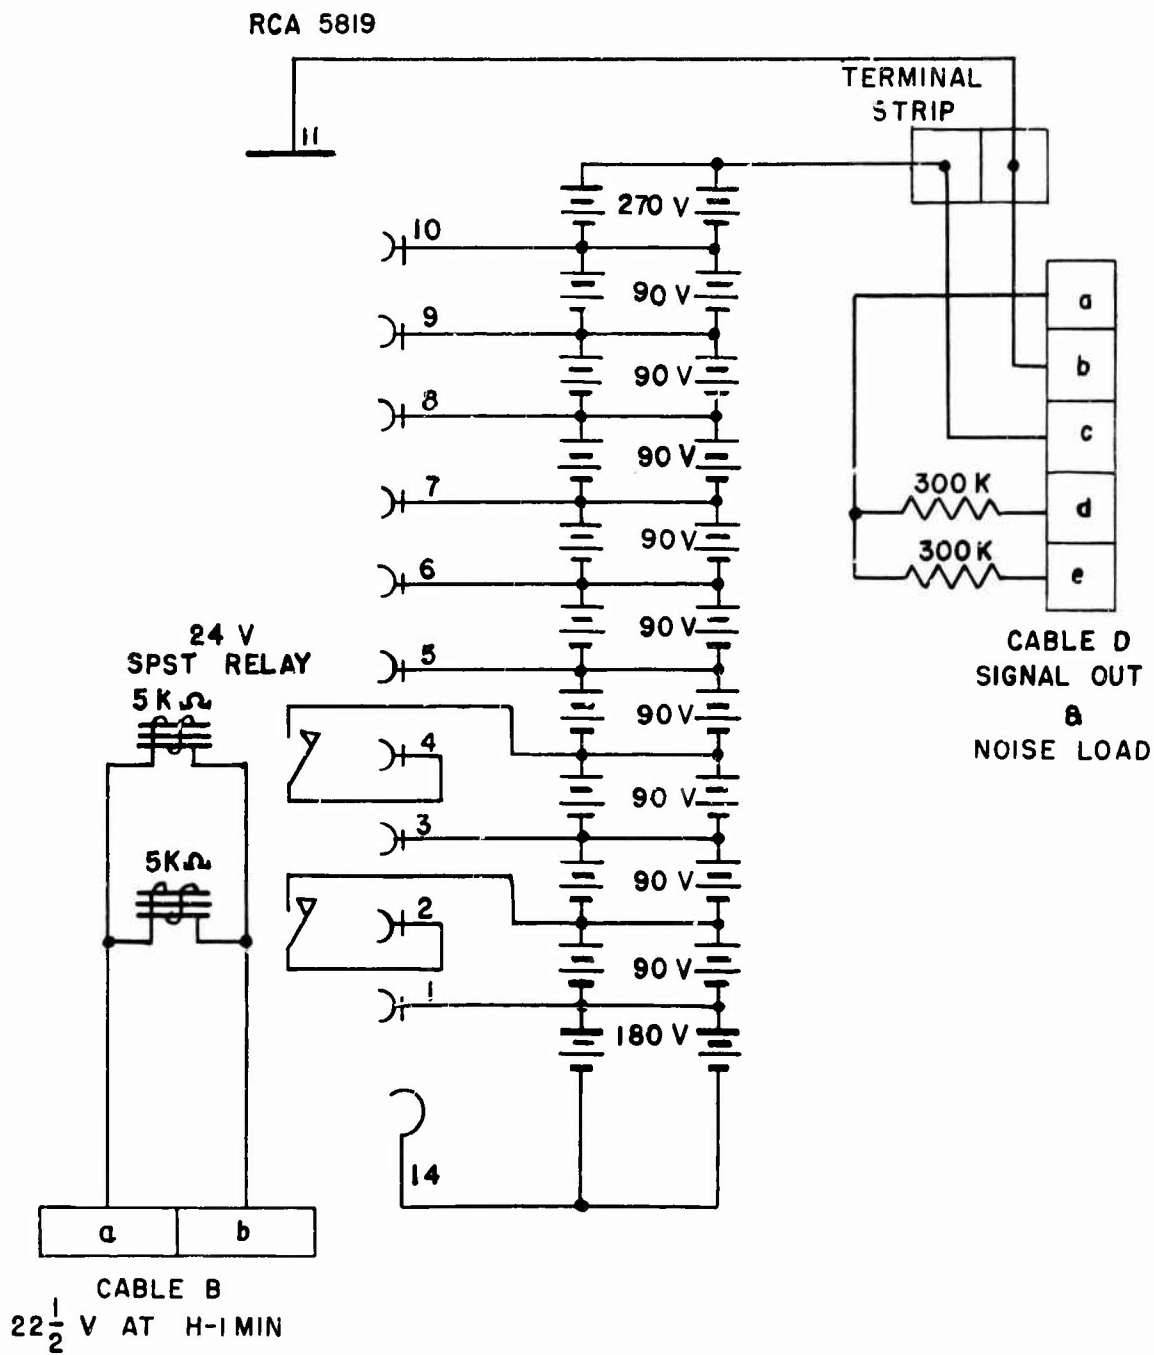 RCA 5819
TERMINAL
STRIP
11
270 V
10
90 V
a
9
b
90 V
8
c
90 V
7
300 K
d
90 V
300 K
e
6
90 V
24 V
SPST RELAY
5 K Ω
5
CABLE D
SIGNAL OUT
&
NOISE LOAD
90 V
4
90 V
3
5K Ω
90 V
2
90 V
1
180 V
14
a
b
CABLE B
22 1/2 V AT H-1 MIN